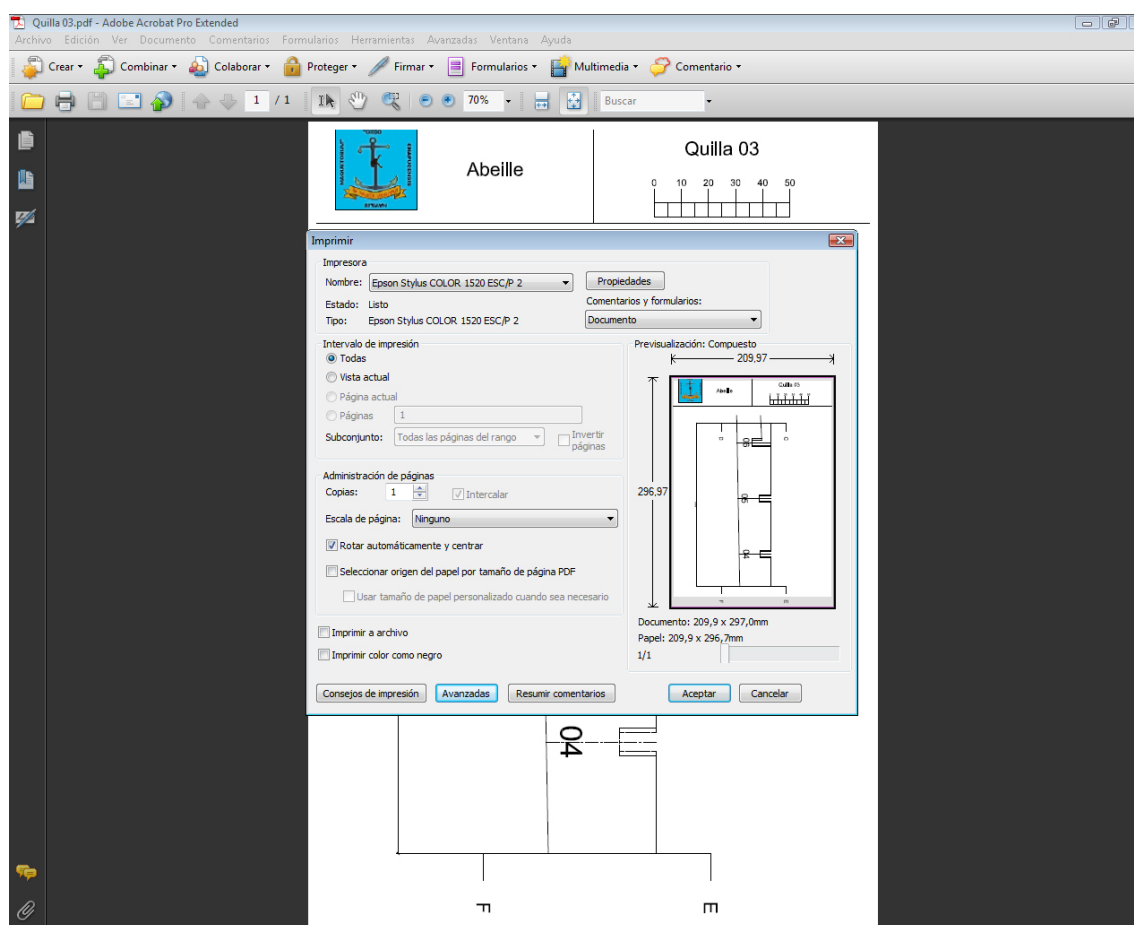 Quilla 03.pdf - Adobe Acrobat Pro Extended
Archivo Edición Ver Documento Comentarios Formularios Herramientas Avanzadas Ventana Ayuda
Crear Combinar Colaborar Proteger Firmar Formularios Multimedia Comentario
1 / 1 70% Buscar
Abeille
Quilla 03
0 10 20 30 40 50
K
Imprimir
Impresora
Nombre: Epson Stylus COLOR 1520 ESC/P 2 Propiedades
Estado: Listo Comentarios y formularios:
Tipo: Epson Stylus COLOR 1520 ESC/P 2 Documento
Intervalo de impresión
Todas
Vista actual
Página actual
Páginas 1
Subconjunto: Todas las páginas del rango Invertir páginas
Administración de páginas
Copias: 1 Intercalar
Escala de página: Ninguno
Rotar automáticamente y centrar
Seleccionar origen del papel por tamaño de página PDF
Usar tamaño de papel personalizado cuando sea necesario
Imprimir a archivo
Imprimir color como negro
Previsualización: Compuesto
209,97
Abeille
Quilla 03
296,97
06
05
04
Documento: 209,9 x 297,0mm
Papel: 209,9 x 296,7mm
1/1
Consejos de impresión Avanzadas Resumir comentarios Aceptar Cancelar
04
F E